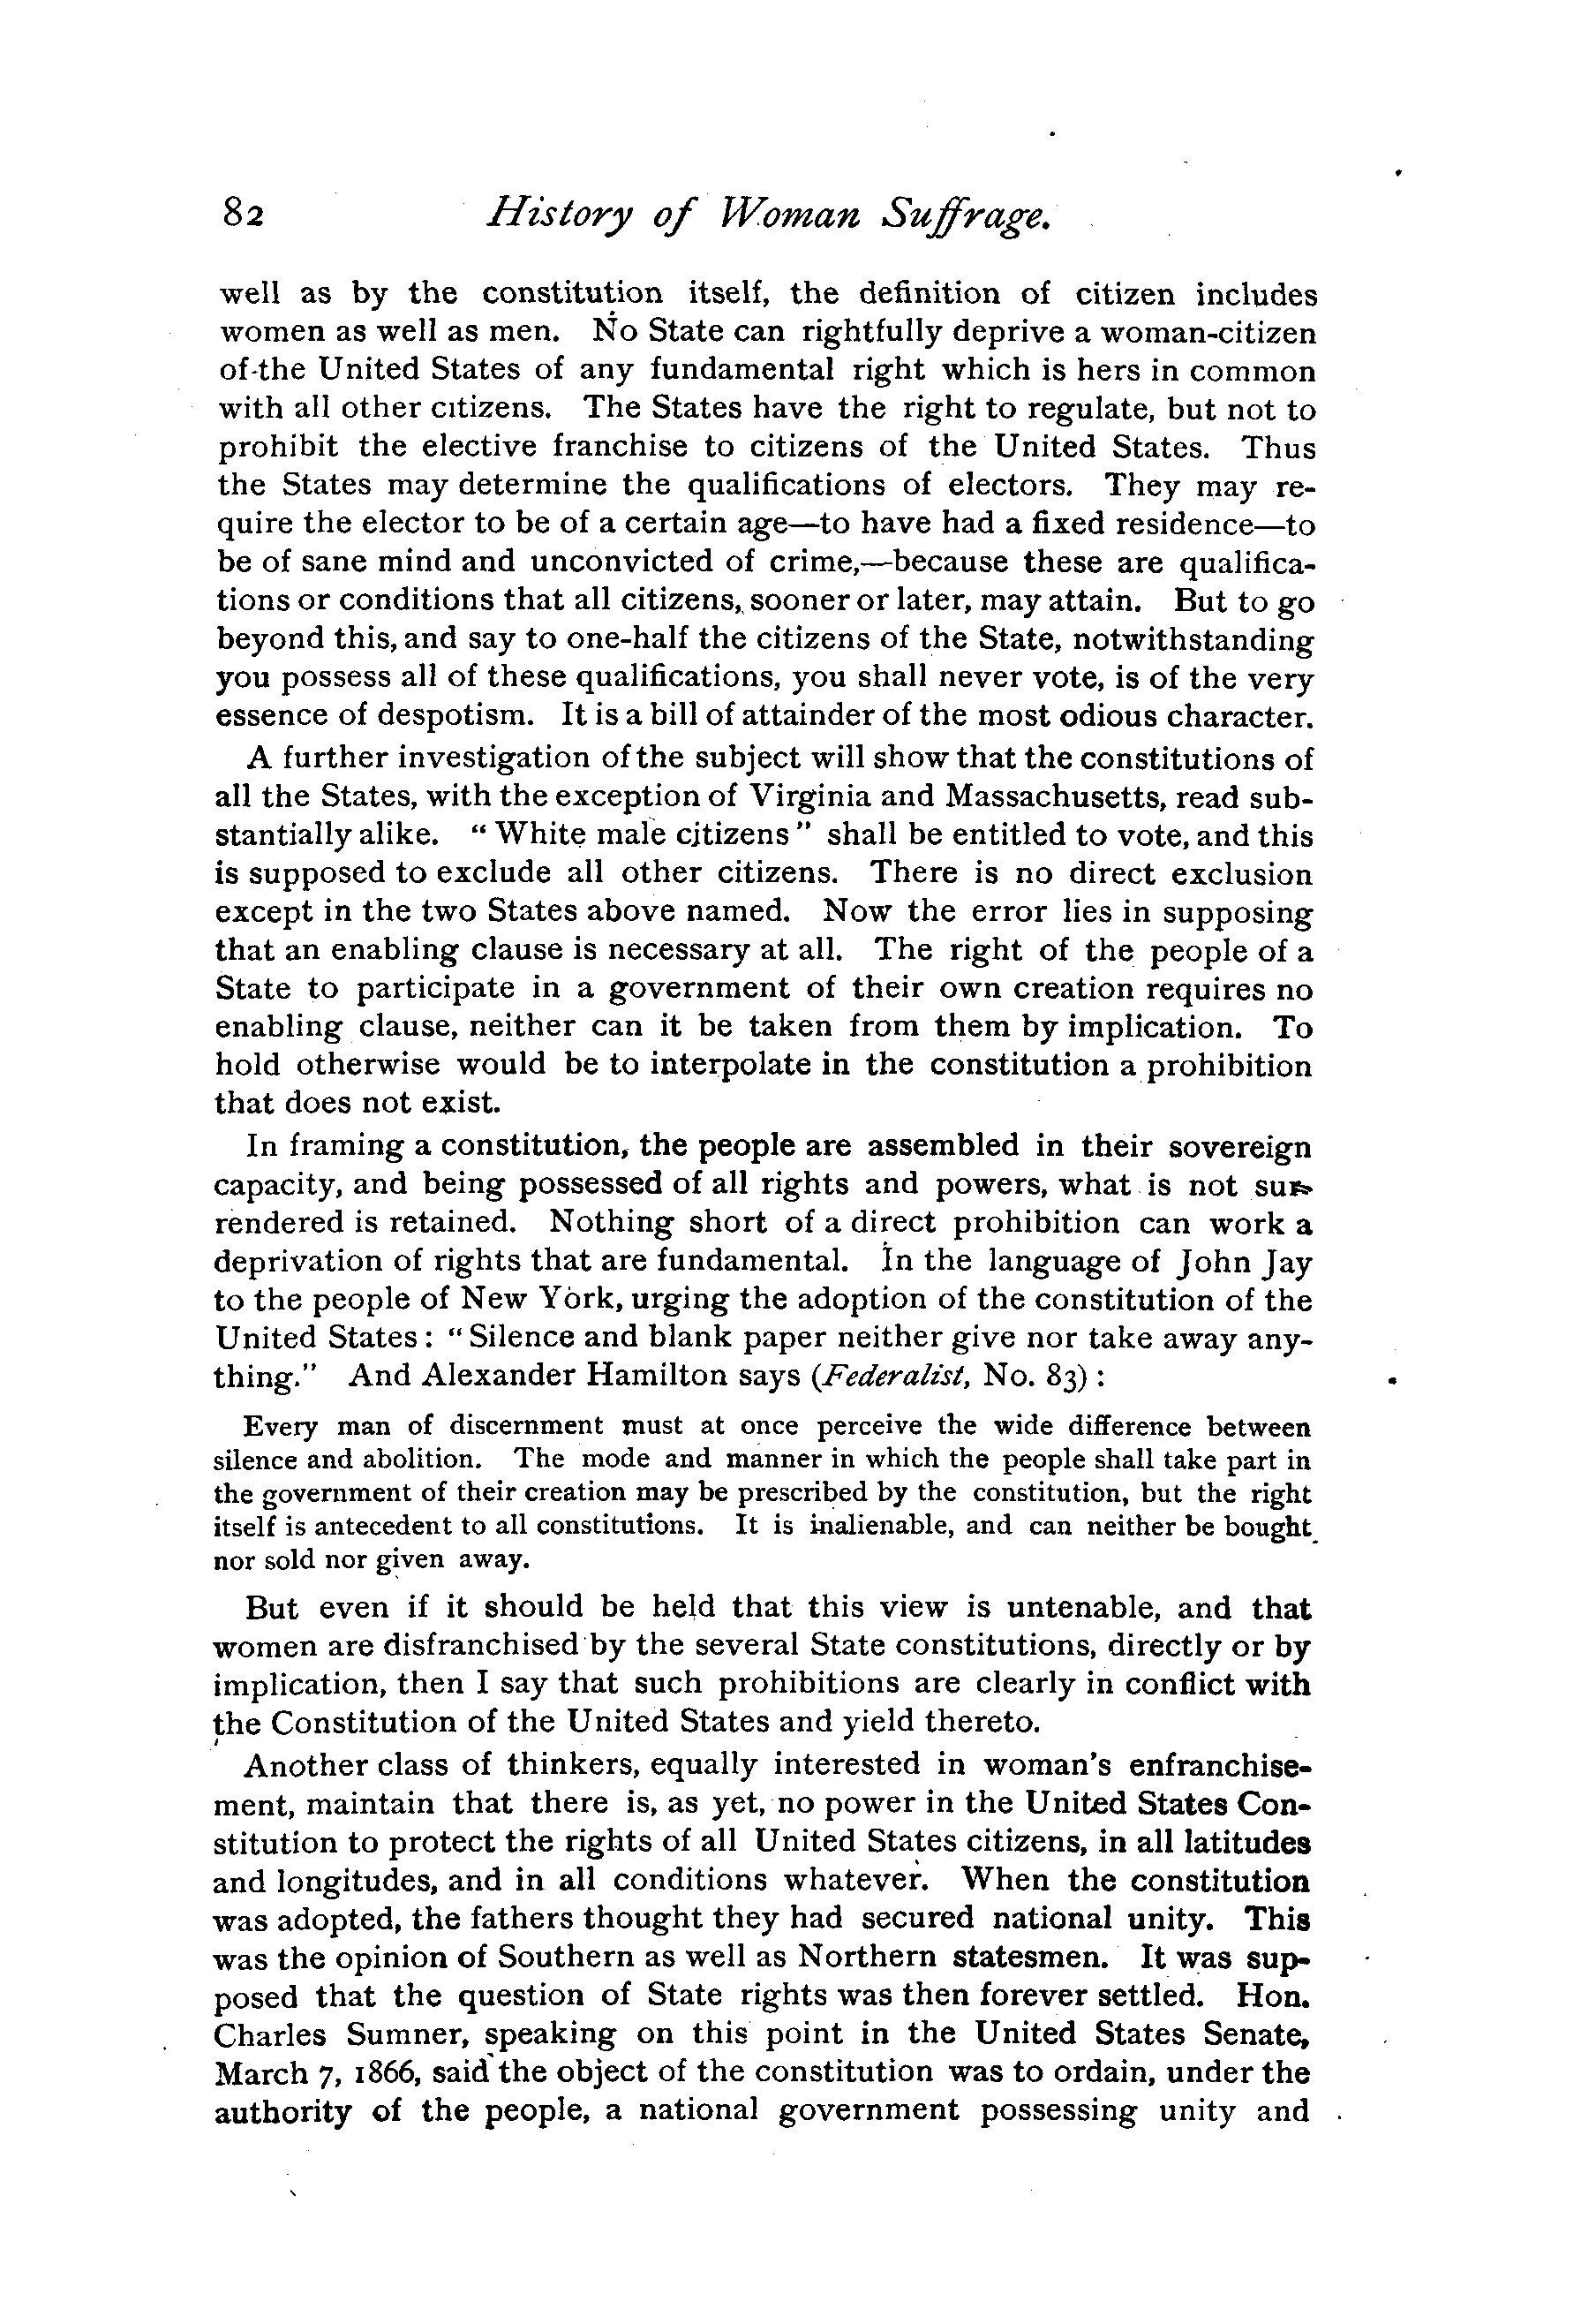 82 History of Woman Suffrage.
well as by the constitution itself, the definition of citizen includes
women as well as men. No State can rightfully deprive a woman-citizen
of the United States of any fundamental right which is hers in common
with all other citizens. The States have the right to regulate, but not to
prohibit the elective franchise to citizens of the United States. Thus
the States may determine the qualifications of electors. They may re-
quire the elector to be of a certain age—to have had a fixed residence—to
be of sane mind and unconvicted of crime,—because these are qualifica-
tions or conditions that all citizens, sooner or later, may attain. But to go
beyond this, and say to one-half the citizens of the State, notwithstanding
you possess all of these qualifications, you shall never vote, is of the very
essence of despotism. It is a bill of attainder of the most odious character.
A further investigation of the subject will show that the constitutions of
all the States, with the exception of Virginia and Massachusetts, read sub-
stantially alike. "White male citizens" shall be entitled to vote, and this
is supposed to exclude all other citizens. There is no direct exclusion
except in the two States above named. Now the error lies in supposing
that an enabling clause is necessary at all. The right of the people of a
State to participate in a government of their own creation requires no
enabling clause, neither can it be taken from them by implication. To
hold otherwise would be to interpolate in the constitution a prohibition
that does not exist.
In framing a constitution, the people are assembled in their sovereign
capacity, and being possessed of all rights and powers, what is not sur-
rendered is retained. Nothing short of a direct prohibition can work a
deprivation of rights that are fundamental. In the language of John Jay
to the people of New York, urging the adoption of the constitution of the
United States: "Silence and blank paper neither give nor take away any-
thing." And Alexander Hamilton says (Federalist, No. 83):
Every man of discernment must at once perceive the wide difference between
silence and abolition. The mode and manner in which the people shall take part in
the government of their creation may be prescribed by the constitution, but the right
itself is antecedent to all constitutions. It is inalienable, and can neither be bought
nor sold nor given away.
But even if it should be held that this view is untenable, and that
women are disfranchised by the several State constitutions, directly or by
implication, then I say that such prohibitions are clearly in conflict with
the Constitution of the United States and yield thereto.
Another class of thinkers, equally interested in woman's enfranchise-
ment, maintain that there is, as yet, no power in the United States Con-
stitution to protect the rights of all United States citizens, in all latitudes
and longitudes, and in all conditions whatever. When the constitution
was adopted, the fathers thought they had secured national unity. This
was the opinion of Southern as well as Northern statesmen. It was sup-
posed that the question of State rights was then forever settled. Hon.
Charles Sumner, speaking on this point in the United States Senate,
March 7, 1866, said the object of the constitution was to ordain, under the
authority of the people, a national government possessing unity and